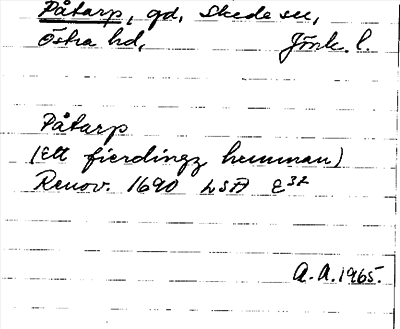 Påtarp, gd, Skede sn,
Östra hd, Jönk. l.
Påtarp
(Ett fierdingz hemman)
Renov. 1690 LSA E³²
A. A. 1965.